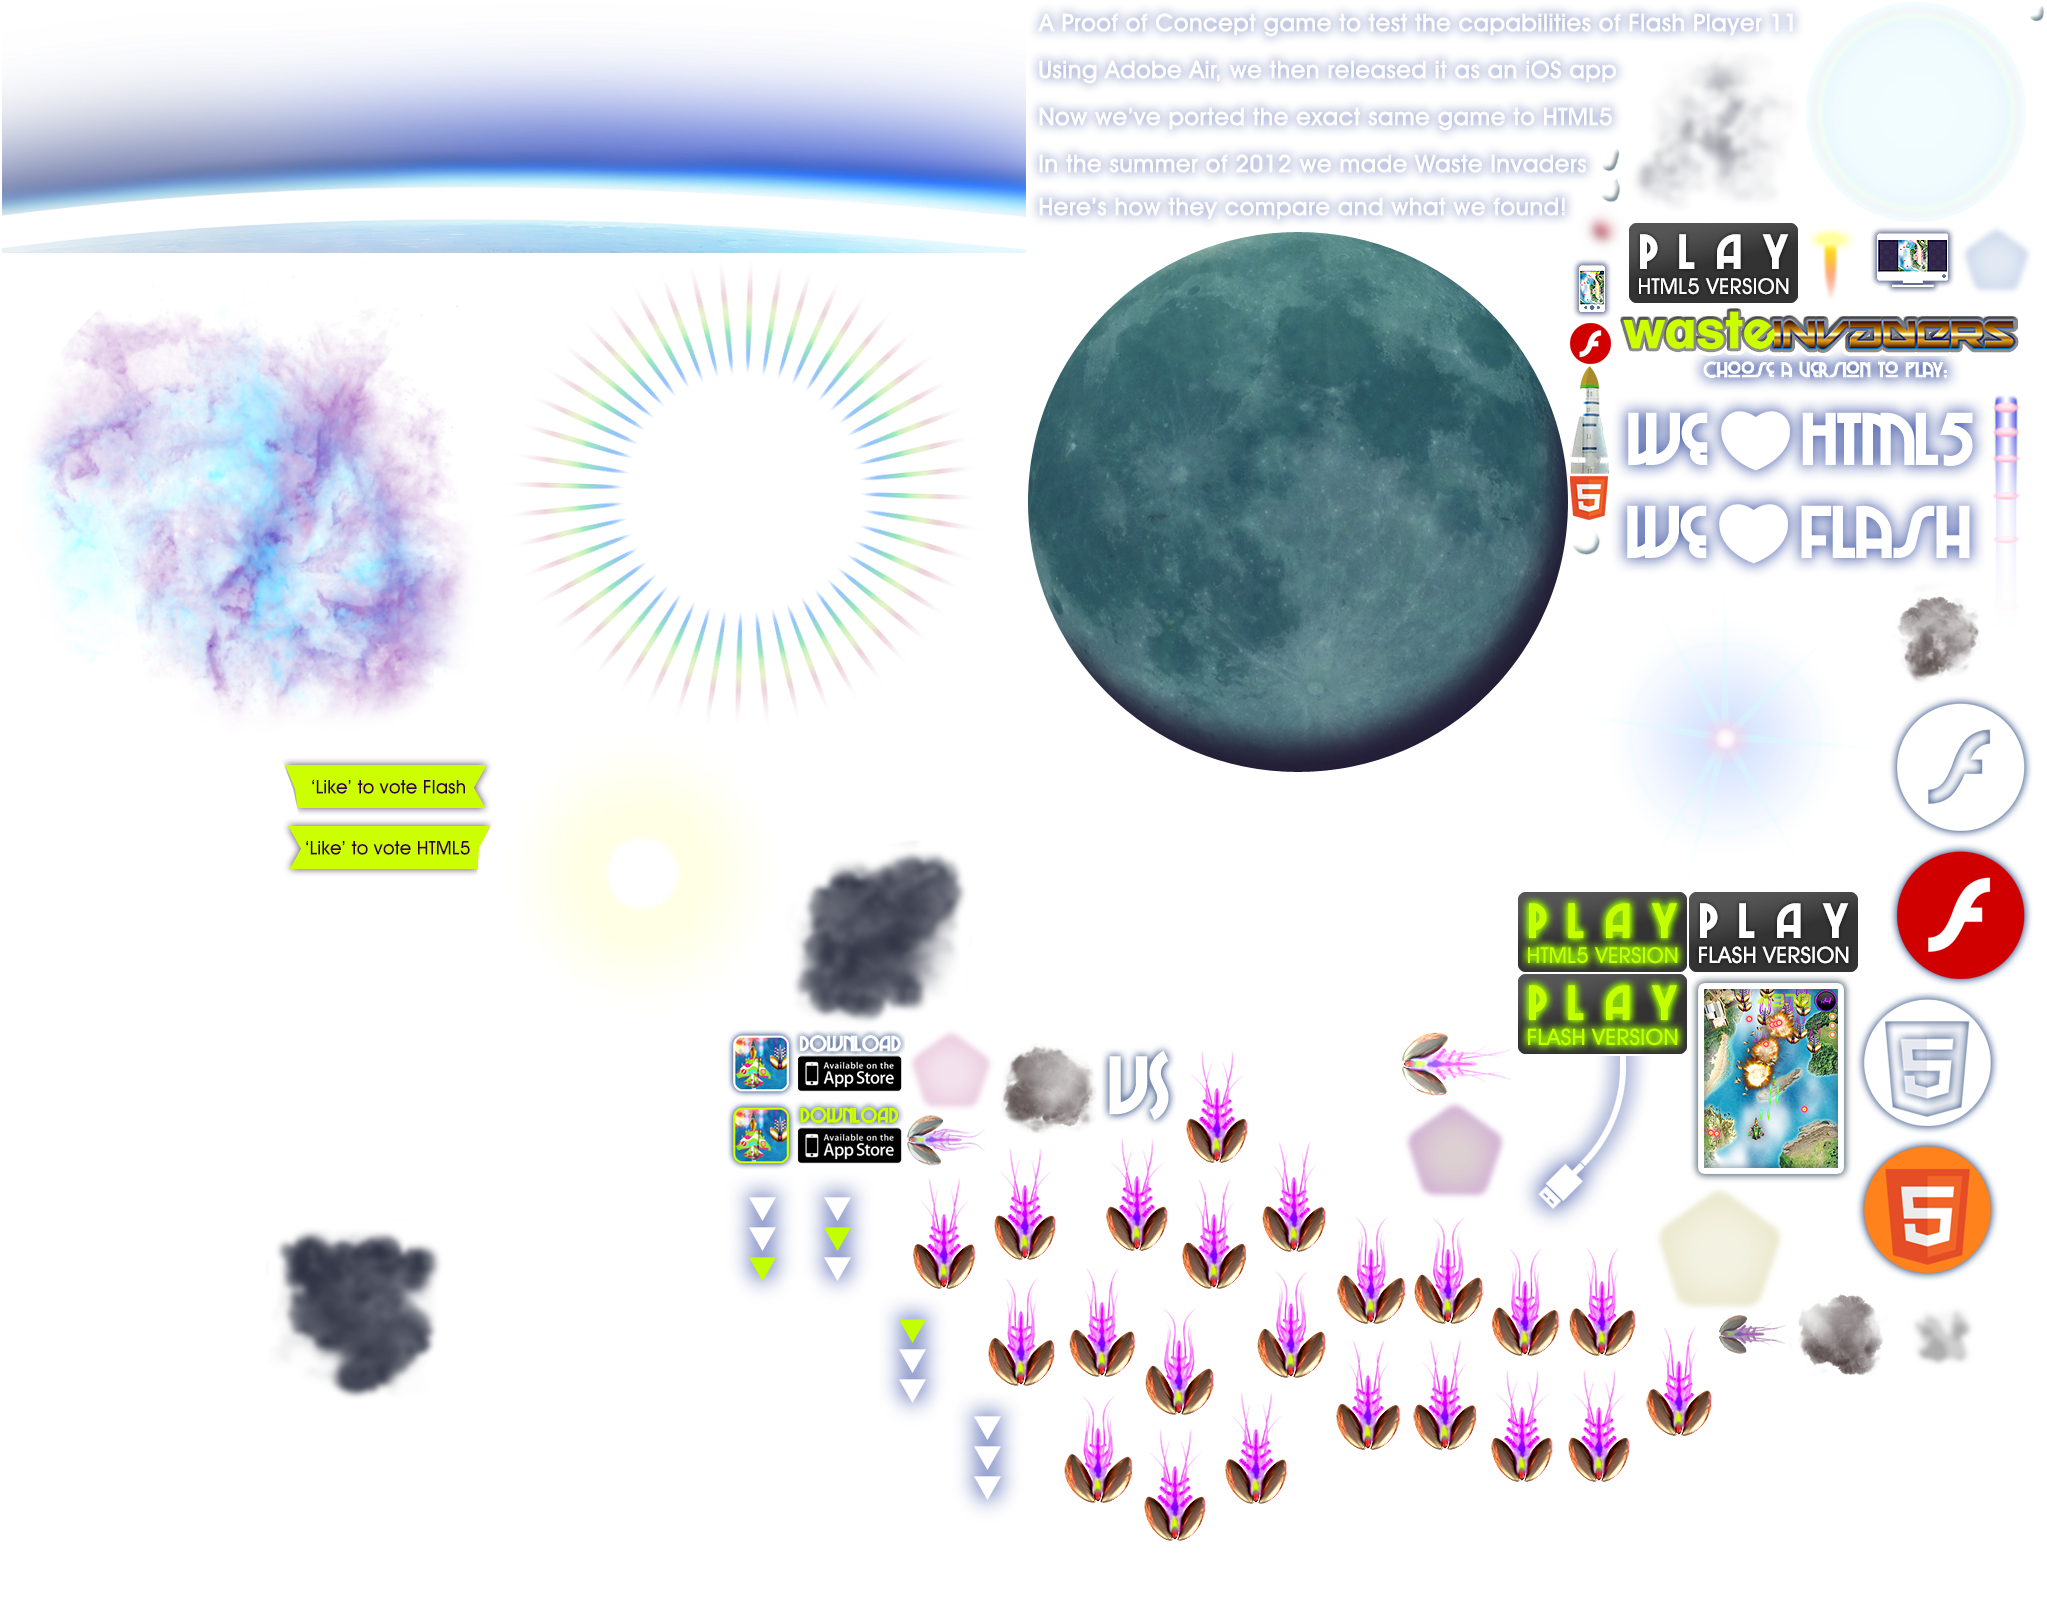 A Proof of Concept game to test the capabilities of Flash Player 11
Using Adobe Air, we then released it as an iOS app
Now we've ported the exact same game to HTML5
In the summer of 2012 we made Waste Invaders
Here's how they compare and what we found!
PLAY
HTML5 VERSION
wasteINVADERS
CHOOSE A VERSION TO PLAY:
WE HTML5
WE FLASH
'Like' to vote Flash
'Like' to vote HTML5
PLAY
HTML5 VERSION
PLAY
FLASH VERSION
PLAY
FLASH VERSION
DOWNLOAD
Available on the
App Store
VS
DOWNLOAD
Available on the
App Store